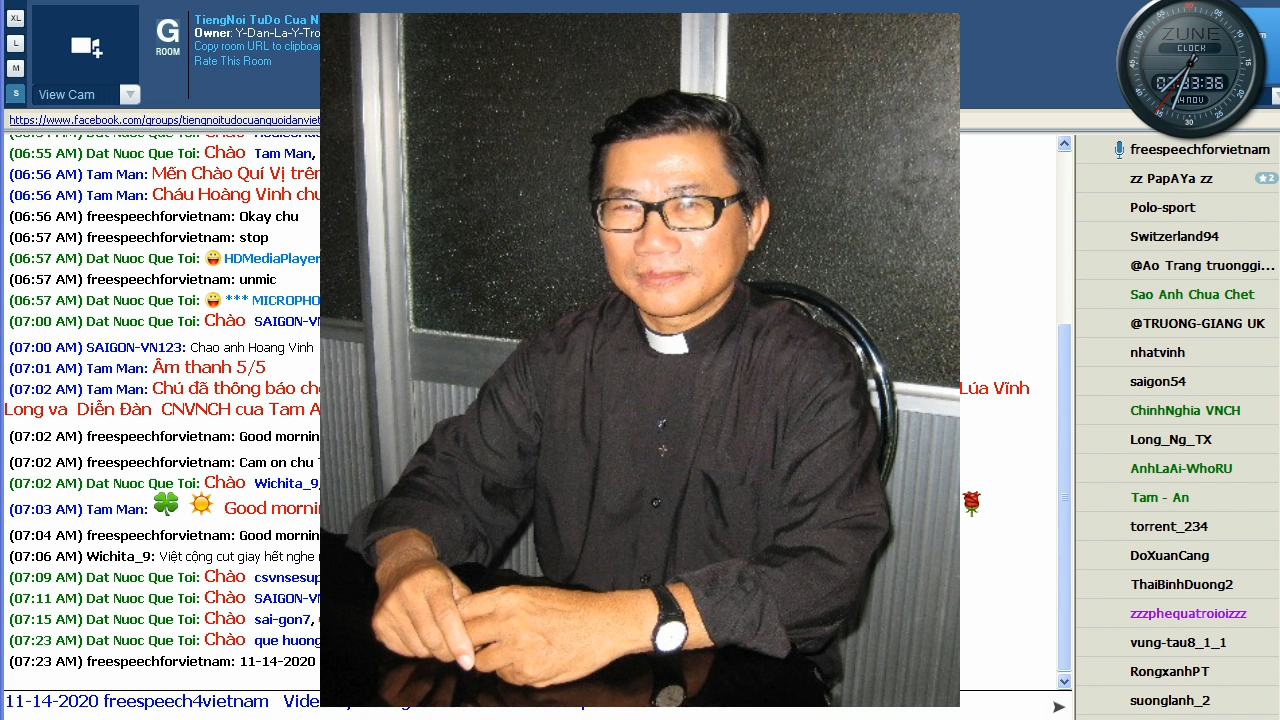 XL
L
M
S
View Cam
G
ROOM
TiengNoi TuDo Cua N
Owner: Y-Dan-La-Y-Tro
Copy room URL to clipboa
Rate This Room
ZUNE
CLOCK
14 NOV
https://www.facebook.com/groups/tiengnoitudocuanguoidanviet
(06:55 AM) Dat Nuoc Que Toi: Chào Tam Man,
(06:56 AM) Tam Man: Mến Chào Quí Vị trên
(06:56 AM) Tam Man: Cháu Hoàng Vinh chu
(06:56 AM) freespeechforvietnam: Okay chu
(06:57 AM) freespeechforvietnam: stop
(06:57 AM) Dat Nuoc Que Toi: HDMediaPlayer
(06:57 AM) freespeechforvietnam: unmic
(06:57 AM) Dat Nuoc Que Toi: *** MICROPHO
(07:00 AM) Dat Nuoc Que Toi: Chào SAIGON-VN
(07:00 AM) SAIGON-VN123: Chao anh Hoang Vinh
(07:01 AM) Tam Man: Âm thanh 5/5
(07:02 AM) Tam Man: Chú đã thông báo cho Lúa Vĩnh
Long va Diễn Đàn CNVNCH cua Tam A
(07:02 AM) freespeechforvietnam: Good mornin
(07:02 AM) freespeechforvietnam: Cam on chu T
(07:02 AM) Dat Nuoc Que Toi: Chào Wichita_9,
(07:03 AM) Tam Man: Good mornin
(07:04 AM) freespeechforvietnam: Good mornin
(07:06 AM) Wichita_9: Việt cộng cut giay hết nghe
(07:09 AM) Dat Nuoc Que Toi: Chào csvnsesup
(07:11 AM) Dat Nuoc Que Toi: Chào SAIGON-VN
(07:15 AM) Dat Nuoc Que Toi: Chào sai-gon7,
(07:23 AM) Dat Nuoc Que Toi: Chào que huong
(07:23 AM) freespeechforvietnam: 11-14-2020
11-14-2020 freespeech4vietnam Vide
freespeechforvietnam
zz PapAYa zz
2
Polo-sport
Switzerland94
@Ao Trang truonggi...
Sao Anh Chua Chet
@TRUONG-GIANG UK
nhatvinh
saigon54
ChinhNghia VNCH
Long_Ng_TX
AnhLaAi-WhoRU
Tam - An
torrent_234
DoXuanCang
ThaiBinhDuong2
zzzphequatroioizzz
vung-tau8_1_1
RongxanhPT
suonglanh_2